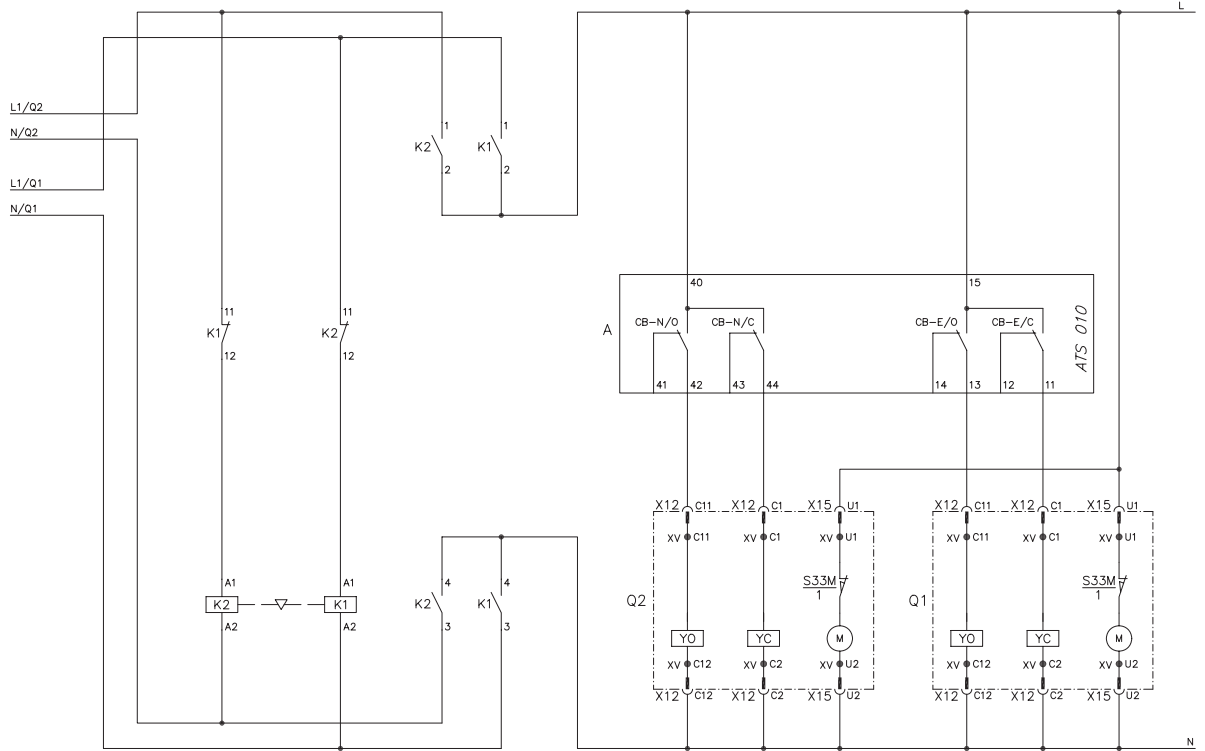 L
L1/Q2
N/Q2
L1/Q1
N/Q1
1 1
K2 K1
2 2
11 11
K1 K2
12 12
40 15
A CB-N/O CB-N/C CB-E/O CB-E/C ATS 010
41 42 43 44 14 13 12 11
X12 C11 X12 C1 X15 U1 X12 C11 X12 C1 X15 U1
XV C11 XV C1 XV U1 XV C11 XV C1 XV U1
A1 A1 4 4
K2 K1 K2 K1
A2 A2 3 3
Q2 S33M Q1 S33M
1 1
YO YC M YO YC M
XV C12 XV C2 XV U2 XV C12 XV C2 XV U2
X12 C12 X12 C2 X15 U2 X12 C12 X12 C2 X15 U2
N